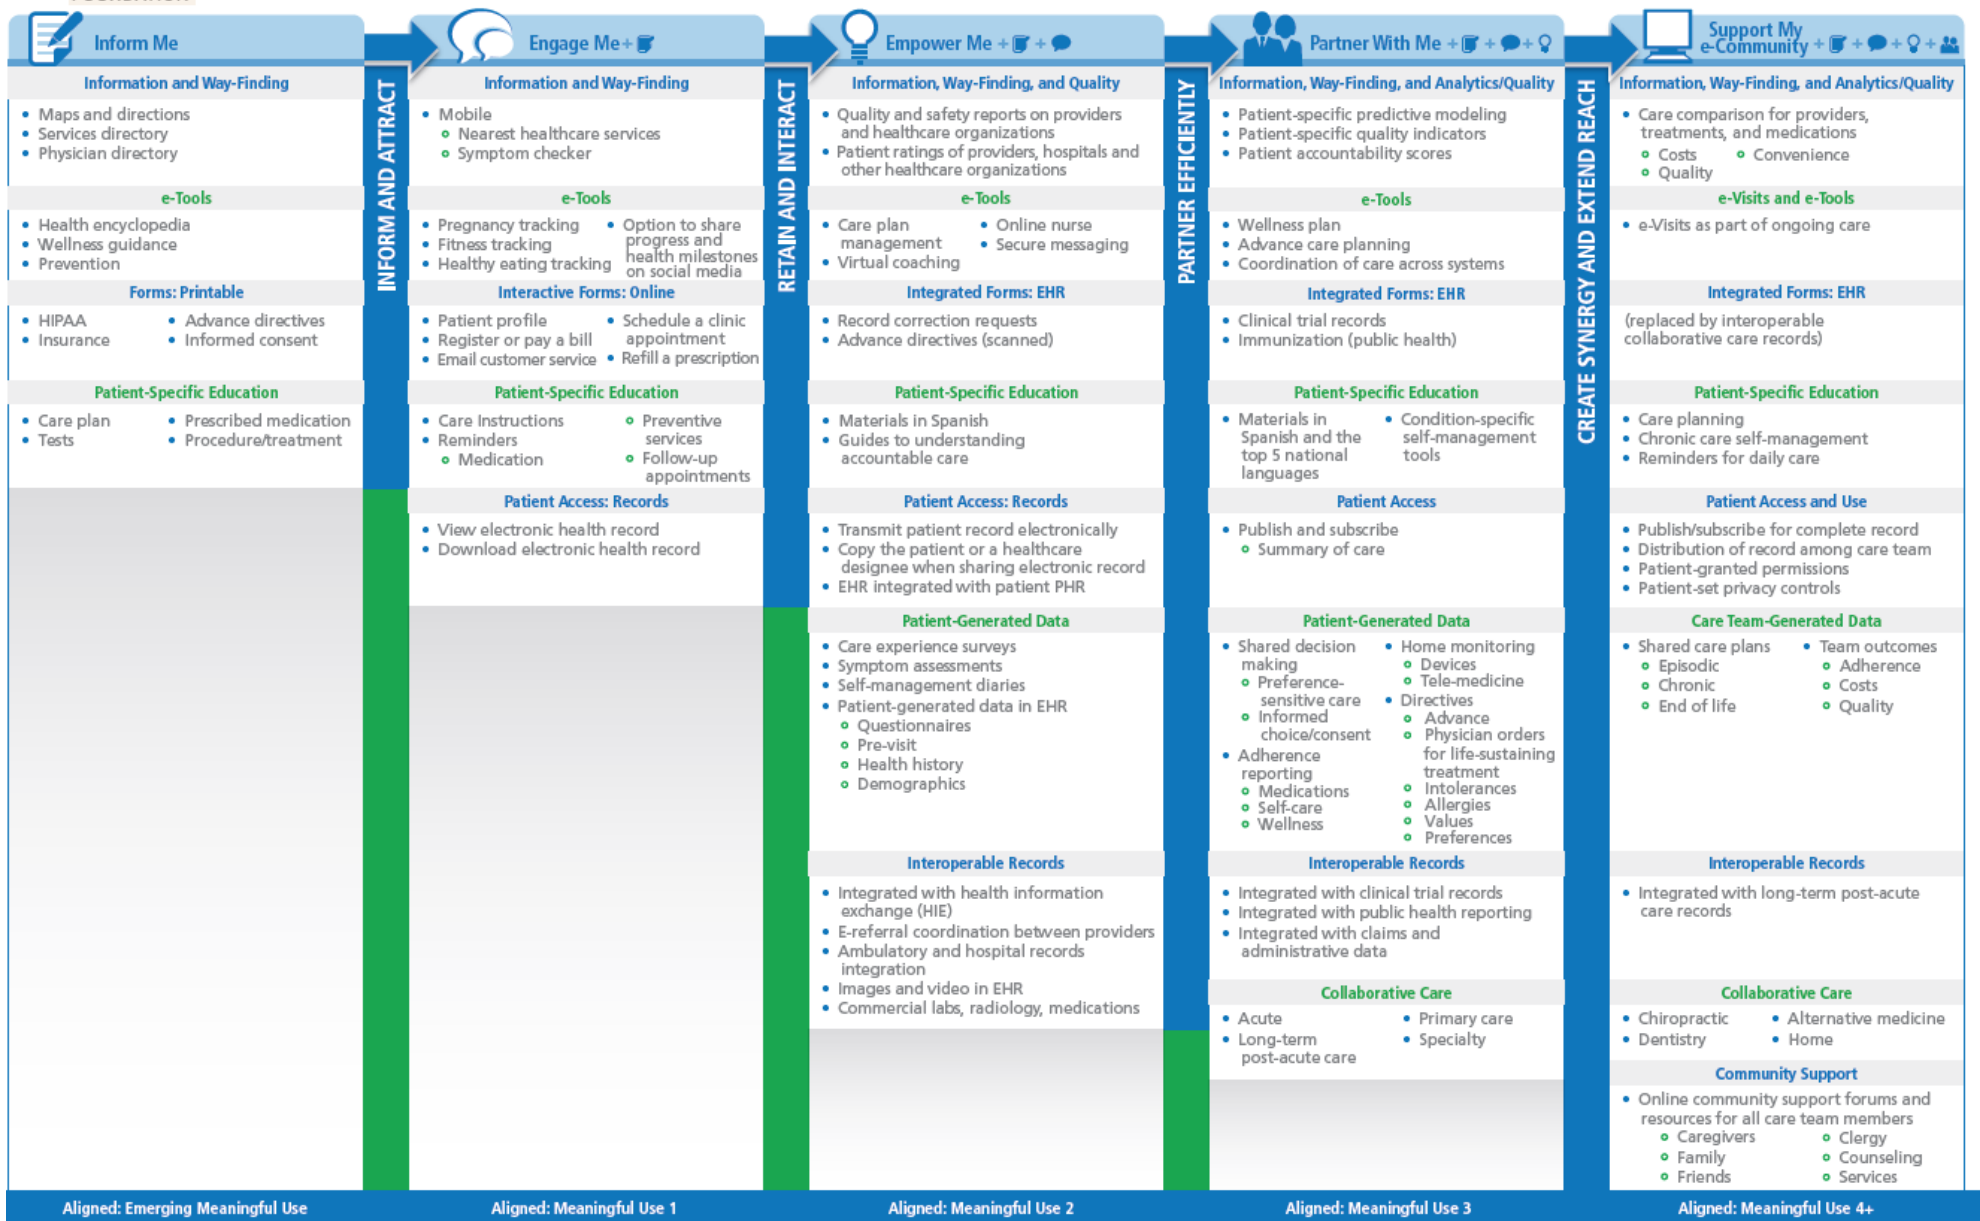 Inform Me
Information and Way-Finding
Maps and directions
Services directory
Physician directory
e-Tools
Health encyclopedia
Wellness guidance
Prevention
Forms: Printable
HIPAA
Insurance
Advance directives
Informed consent
Patient-Specific Education
Care plan
Tests
Prescribed medication
Procedure/treatment
Aligned: Emerging Meaningful Use
INFORM AND ATTRACT
Engage Me+
Information and Way-Finding
Mobile
Nearest healthcare services
Symptom checker
e-Tools
Pregnancy tracking
Fitness tracking
Healthy eating tracking
Option to share
progress and
health milestones
on social media
Interactive Forms: Online
Patient profile
Register or pay a bill
Email customer service
Schedule a clinic
appointment
Refill a prescription
Patient-Specific Education
Care Instructions
Reminders
Medication
Preventive
services
Follow-up
appointments
Patient Access: Records
View electronic health record
Download electronic health record
Aligned: Meaningful Use 1
RETAIN AND INTERACT
Empower Me + +
Information, Way-Finding, and Quality
Quality and safety reports on providers
and healthcare organizations
Patient ratings of providers, hospitals and
other healthcare organizations
e-Tools
Care plan
management
Virtual coaching
Online nurse
Secure messaging
Integrated Forms: EHR
Record correction requests
Advance directives (scanned)
Patient-Specific Education
Materials in Spanish
Guides to understanding
accountable care
Patient Access: Records
Transmit patient record electronically
Copy the patient or a healthcare
designee when sharing electronic record
EHR integrated with patient PHR
Patient-Generated Data
Care experience surveys
Symptom assessments
Self-management diaries
Patient-generated data in EHR
Questionnaires
Pre-visit
Health history
Demographics
Interoperable Records
Integrated with health information
exchange (HIE)
E-referral coordination between providers
Ambulatory and hospital records
integration
Images and video in EHR
Commercial labs, radiology, medications
Aligned: Meaningful Use 2
PARTNER EFFICIENTLY
Partner With Me + + +
Information, Way-Finding, and Analytics/Quality
Patient-specific predictive modeling
Patient-specific quality indicators
Patient accountability scores
e-Tools
Wellness plan
Advance care planning
Coordination of care across systems
Integrated Forms: EHR
Clinical trial records
Immunization (public health)
Patient-Specific Education
Materials in
Spanish and the
top 5 national
languages
Condition-specific
self-management
tools
Patient Access
Publish and subscribe
Summary of care
Patient-Generated Data
Shared decision
making
Preference-
sensitive care
Informed
choice/consent
Adherence
reporting
Medications
Self-care
Wellness
Home monitoring
Devices
Tele-medicine
Directives
Advance
Physician orders
for life-sustaining
treatment
Intolerances
Allergies
Values
Preferences
Interoperable Records
Integrated with clinical trial records
Integrated with public health reporting
Integrated with claims and
administrative data
Collaborative Care
Acute
Long-term
post-acute care
Primary care
Specialty
Aligned: Meaningful Use 3
CREATE SYNERGY AND EXTEND REACH
Support My
e-Community + + + +
Information, Way-Finding, and Analytics/Quality
Care comparison for providers,
treatments, and medications
Costs
Quality
Convenience
e-Visits and e-Tools
e-Visits as part of ongoing care
Integrated Forms: EHR
(replaced by interoperable
collaborative care records)
Patient-Specific Education
Care planning
Chronic care self-management
Reminders for daily care
Patient Access and Use
Publish/subscribe for complete record
Distribution of record among care team
Patient-granted permissions
Patient-set privacy controls
Care Team-Generated Data
Shared care plans
Episodic
Chronic
End of life
Team outcomes
Adherence
Costs
Quality
Interoperable Records
Integrated with long-term post-acute
care records
Collaborative Care
Chiropractic
Dentistry
Alternative medicine
Home
Community Support
Online community support forums and
resources for all care team members
Caregivers
Family
Friends
Clergy
Counseling
Services
Aligned: Meaningful Use 4+